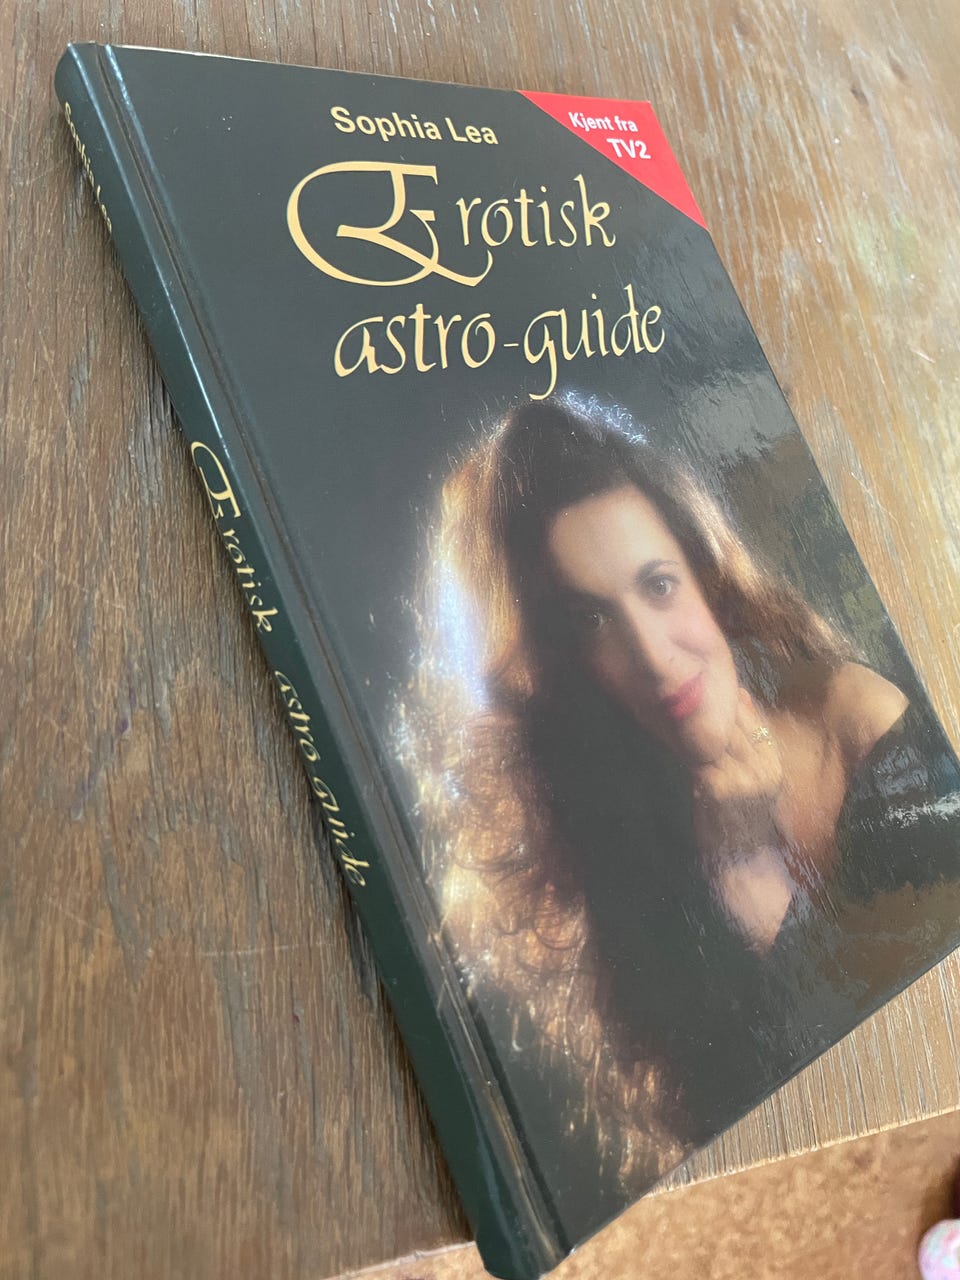 Sophia Lea
Kjent fra
TV2
Erotisk
astro-guide
Sophia Lea
Erotisk astro guide